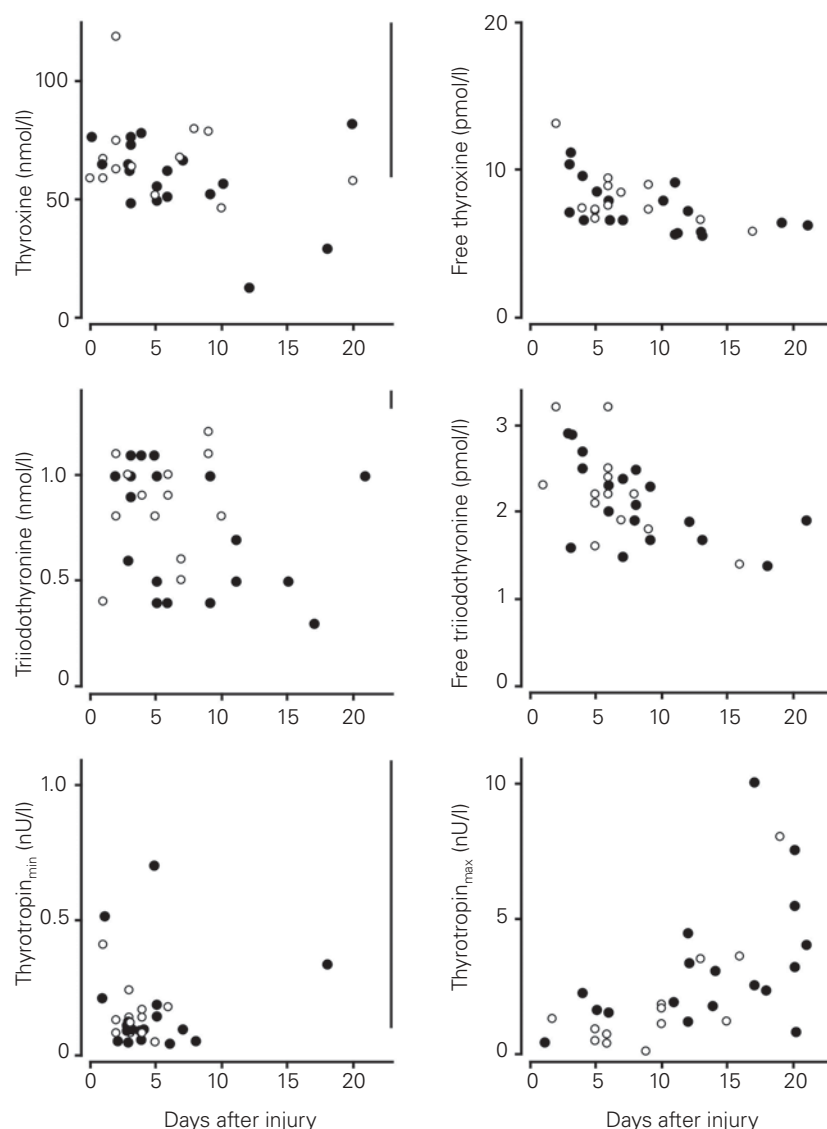 Thyroxine (nmol/l)
100
50
0
0 5 10 15 20
Free thyroxine (pmol/l)
20
10
0
0 5 10 15 20
Triiodothyronine (nmol/l)
1.0
0.5
0
0 5 10 15 20
Free triiodothyronine (pmol/l)
3
2
1
0
0 5 10 15 20
Thyrotropin_min (nU/l)
1.0
0.5
0
0 5 10 15 20
Days after injury
Thyrotropin_max (nU/l)
10
5
0
0 5 10 15 20
Days after injury